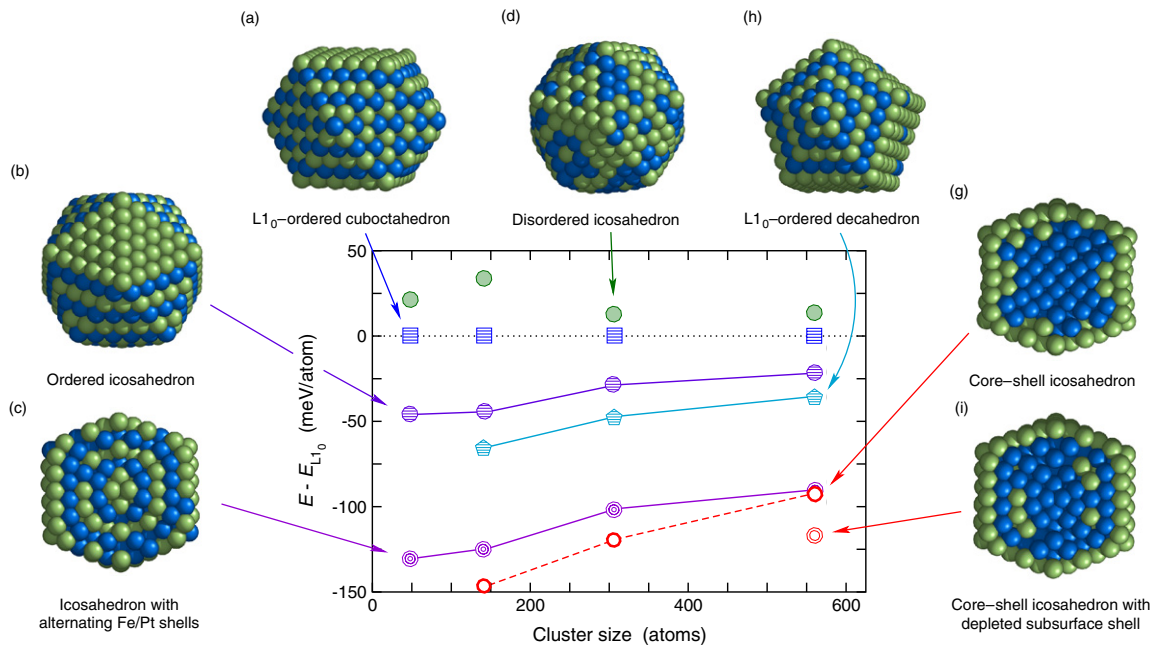 (a)
(d)
(h)
(b)
L1₀–ordered cuboctahedron
Disordered icosahedron
L1₀–ordered decahedron
(g)
Ordered icosahedron
Core–shell icosahedron
(c)
(i)
Icosahedron with
alternating Fe/Pt shells
Core–shell icosahedron with
depleted subsurface shell
50
0
-50
-100
-150
E - E_L1₀ (meV/atom)
0
200
400
600
Cluster size (atoms)